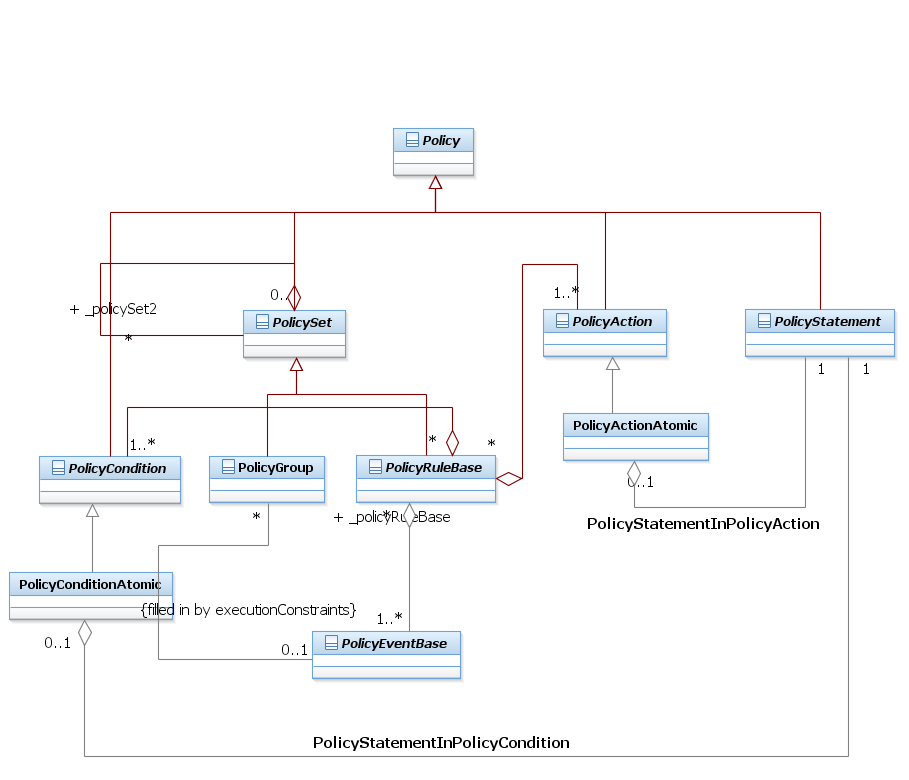 Policy
0..
+ _policySet2
*
PolicySet
1..*
PolicyAction
PolicyStatement
1
1
PolicyActionAtomic
0..1
PolicyStatementInPolicyAction
1..*
*
*
PolicyCondition
PolicyGroup
PolicyRuleBase
*
+ _policyRuleBase
*
PolicyConditionAtomic
{filled in by executionConstraints}
1..*
0..1
0..1
PolicyEventBase
PolicyStatementInPolicyCondition